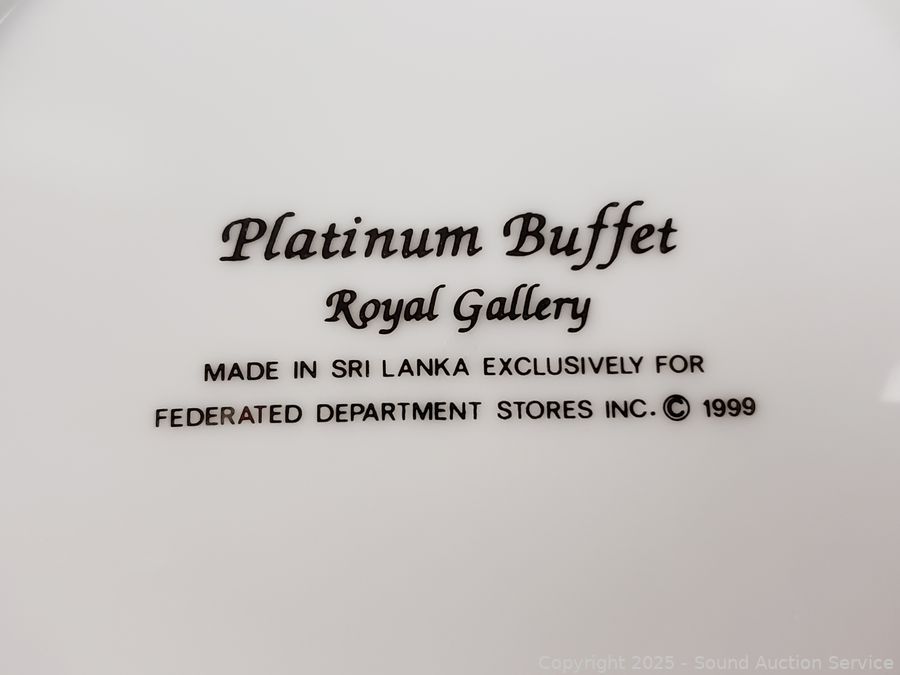 Platinum Buffet
Royal Gallery
MADE IN SRI LANKA EXCLUSIVELY FOR
FEDERATED DEPARTMENT STORES INC. © 1999
Copyright 2025 - Sound Auction Service